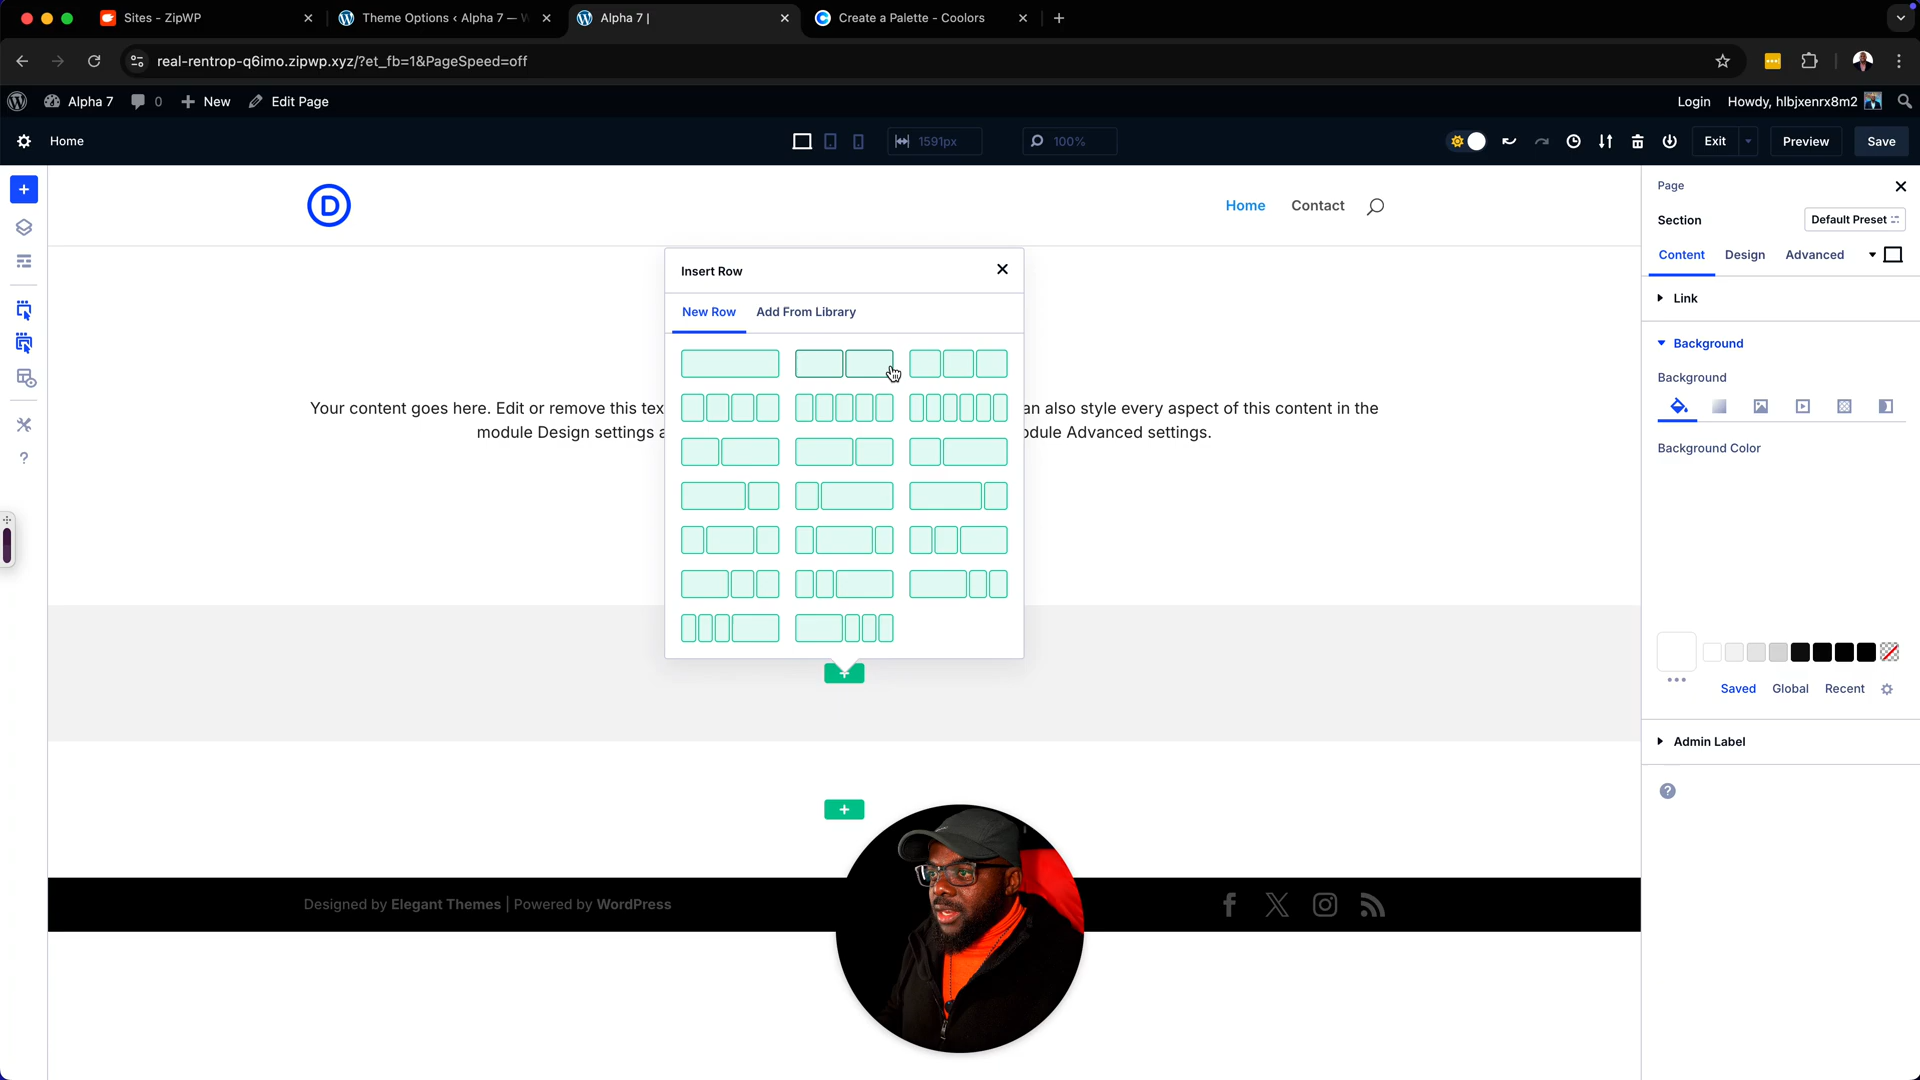 Sites - ZipWP
Theme Options ‹ Alpha 7 — W
Alpha 7 |
Create a Palette - Coolors
real-rentrop-q6imo.zipwp.xyz/?et_fb=1&PageSpeed=off
Alpha 7
0
New
Edit Page
Login
Howdy, hlbjxenrx8m2
Home
1591px
100%
Exit
Preview
Save
D
Home
Contact
Page
Section
Default Preset
Content
Design
Advanced
Insert Row
New Row
Add From Library
Link
Background
Background
Background Color
Your content goes here. Edit or remove this tex
an also style every aspect of this content in the
module Design settings a
odule Advanced settings.
Saved
Global
Recent
Admin Label
Designed by Elegant Themes | Powered by WordPress